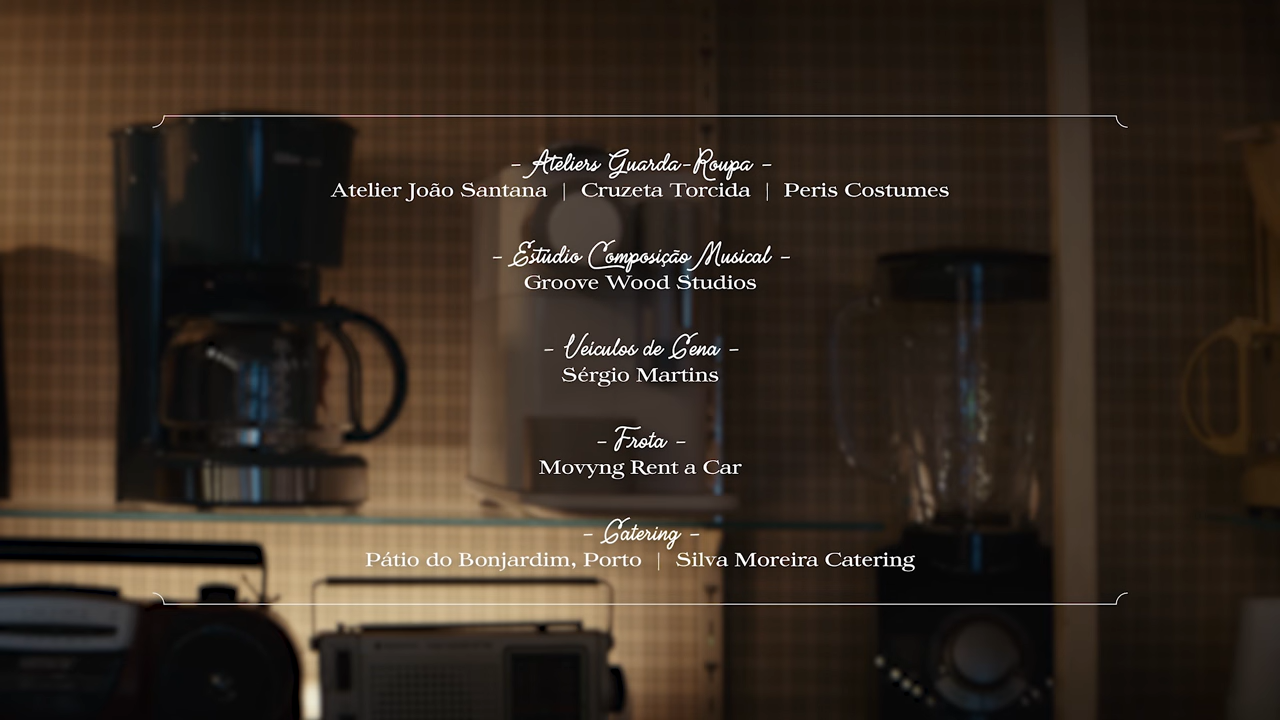 - Ateliers Guarda-Roupa -
Atelier João Santana | Cruzeta Torcida | Peris Costumes
- Estúdio Composição Musical -
Groove Wood Studios
- Veículos de Cena -
Sérgio Martins
- Frota -
Movyng Rent a Car
- Catering -
Pátio do Bonjardim, Porto | Silva Moreira Catering